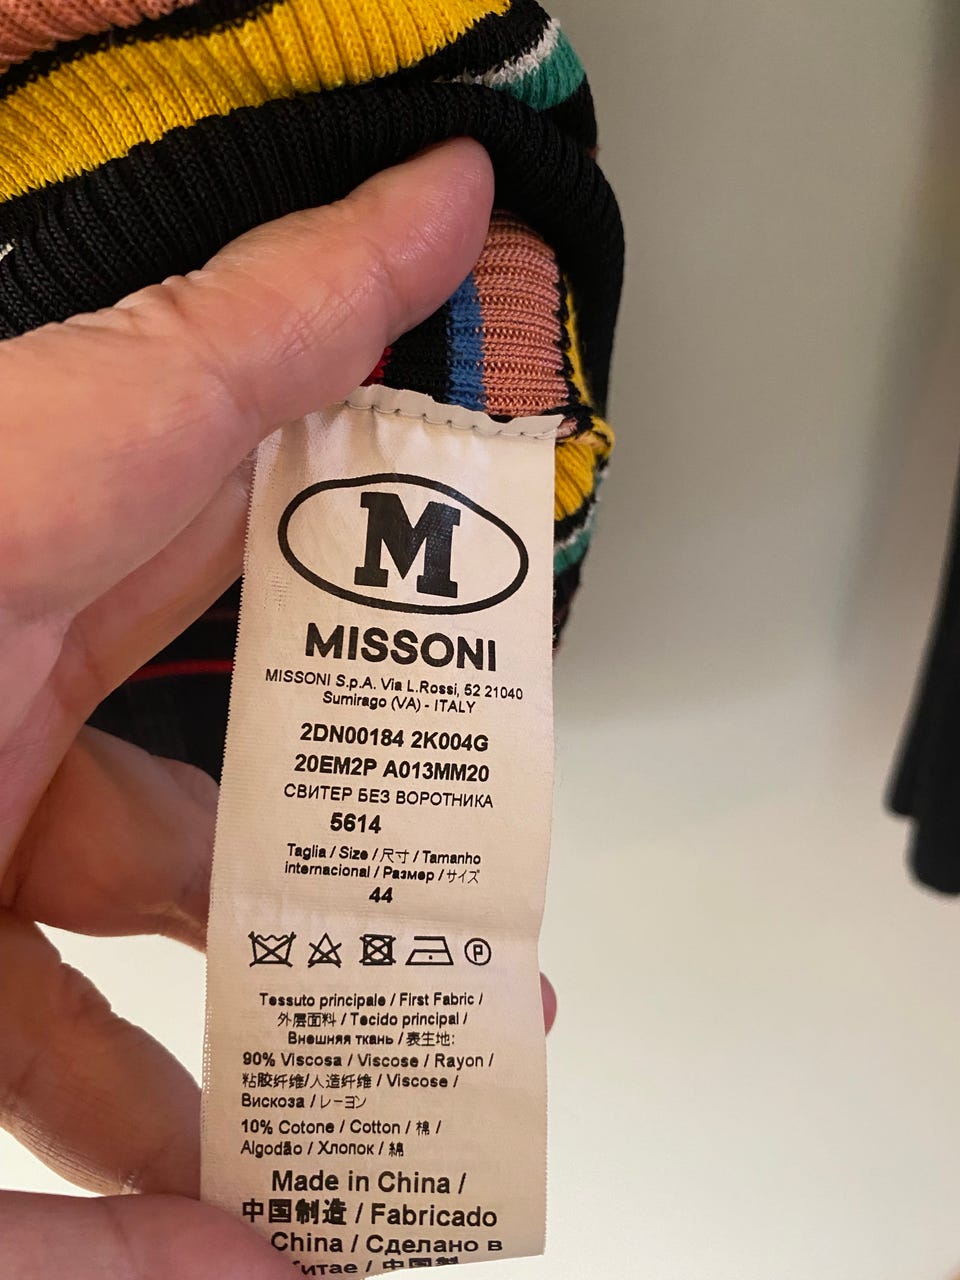 M
MISSONI
MISSONI S.p.A. Via L.Rossi, 52 21040
Sumirago (VA) - ITALY
2DN00184 2K004G
20EM2P A013MM20
СВИТЕР БЕЗ ВОРОТНИКА
5614
Taglia / Size / 尺寸 / Tamanho
internacional / Размер / サイズ
44
P
Tessuto principale / First Fabric /
外层面料 / Tecido principal /
Внешняя ткань / 表生地:
90% Viscosa / Viscose / Rayon /
粘胶纤维/人造纤维 / Viscose /
Вискоза / レーヨン
10% Cotone / Cotton / 棉 /
Algodão / Хлопок / 綿
Made in China /
中国制造 / Fabricado
China / Сделано в
Китае / 中国製